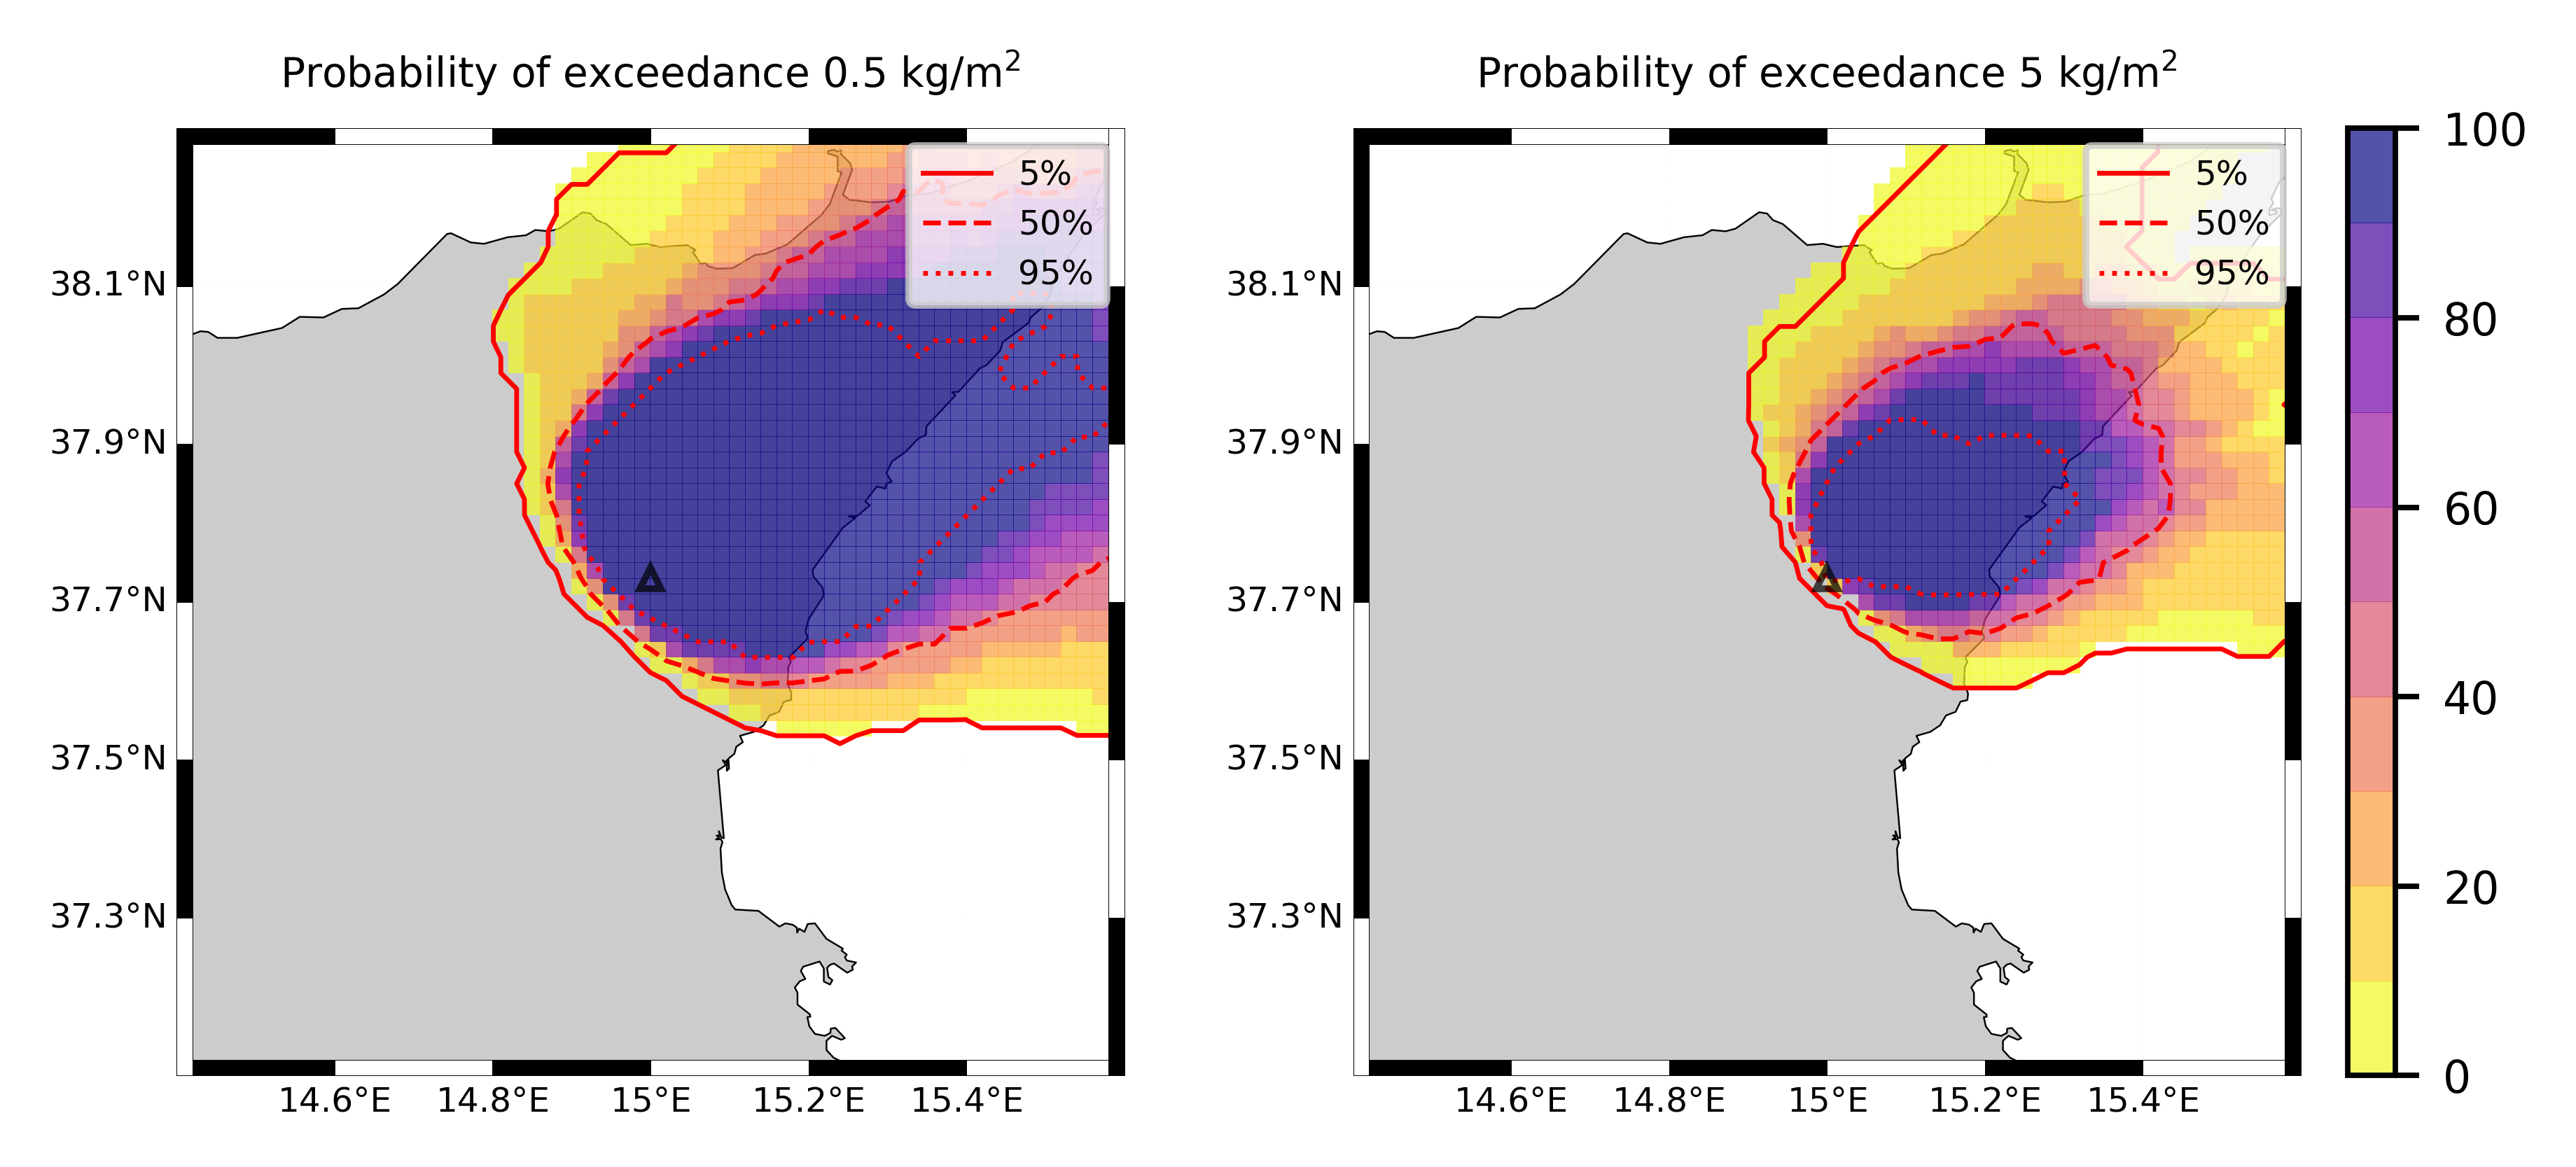 Probability of exceedance 0.5 kg/m²
5%
50%
95%
38.1°N
37.9°N
37.7°N
37.5°N
37.3°N
14.6°E 14.8°E 15°E 15.2°E 15.4°E
Probability of exceedance 5 kg/m²
5%
50%
95%
38.1°N
37.9°N
37.7°N
37.5°N
37.3°N
14.6°E 14.8°E 15°E 15.2°E 15.4°E
100
80
60
40
20
0